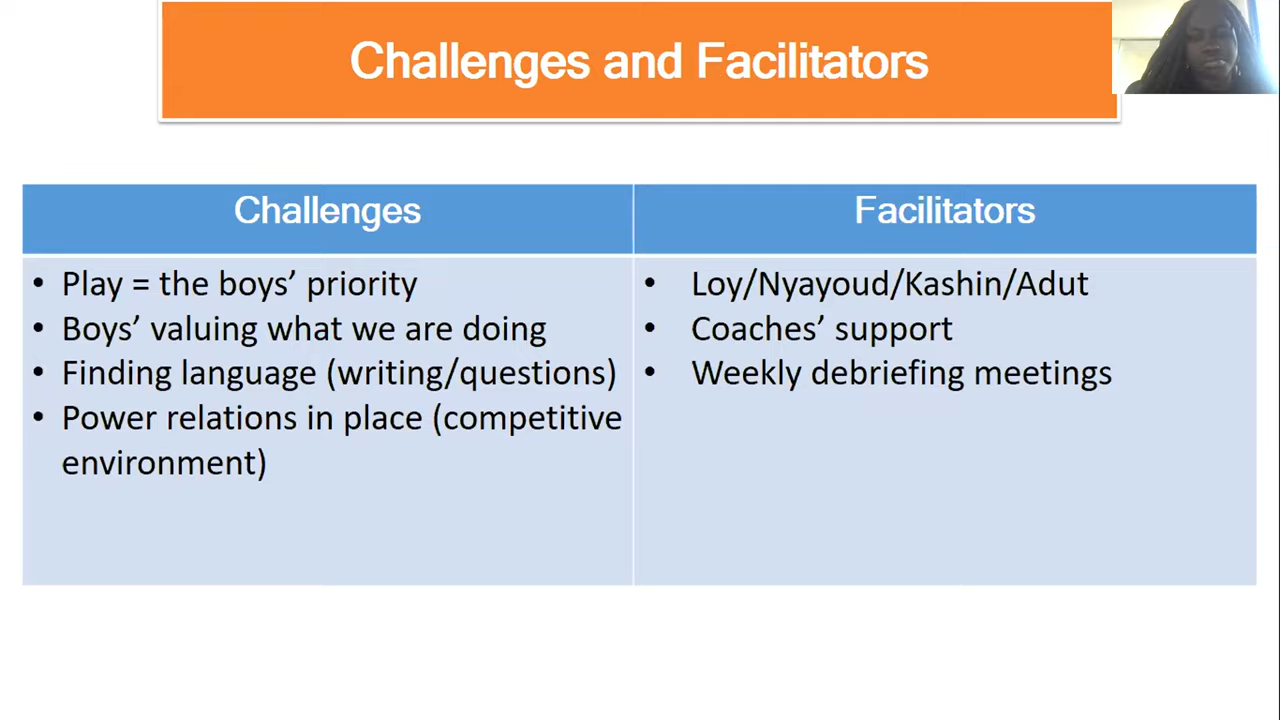 Challenges and Facilitators
Challenges
• Play = the boys’ priority
• Boys’ valuing what we are doing
• Finding language (writing/questions)
• Power relations in place (competitive
environment)
Facilitators
• Loy/Nyayoud/Kashin/Adut
• Coaches’ support
• Weekly debriefing meetings